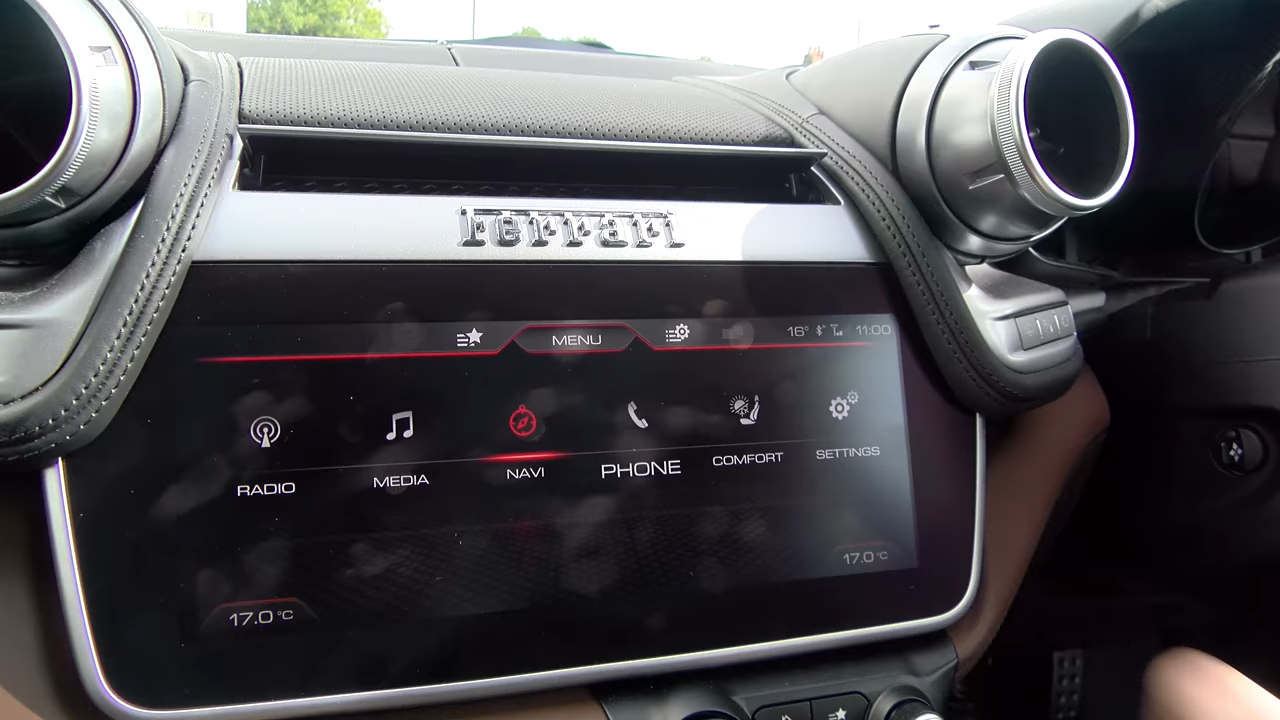 Ferrari
MENU
16° 11:00
RADIO
MEDIA
NAVI
PHONE
COMFORT
SETTINGS
17.0°C
17.0°C